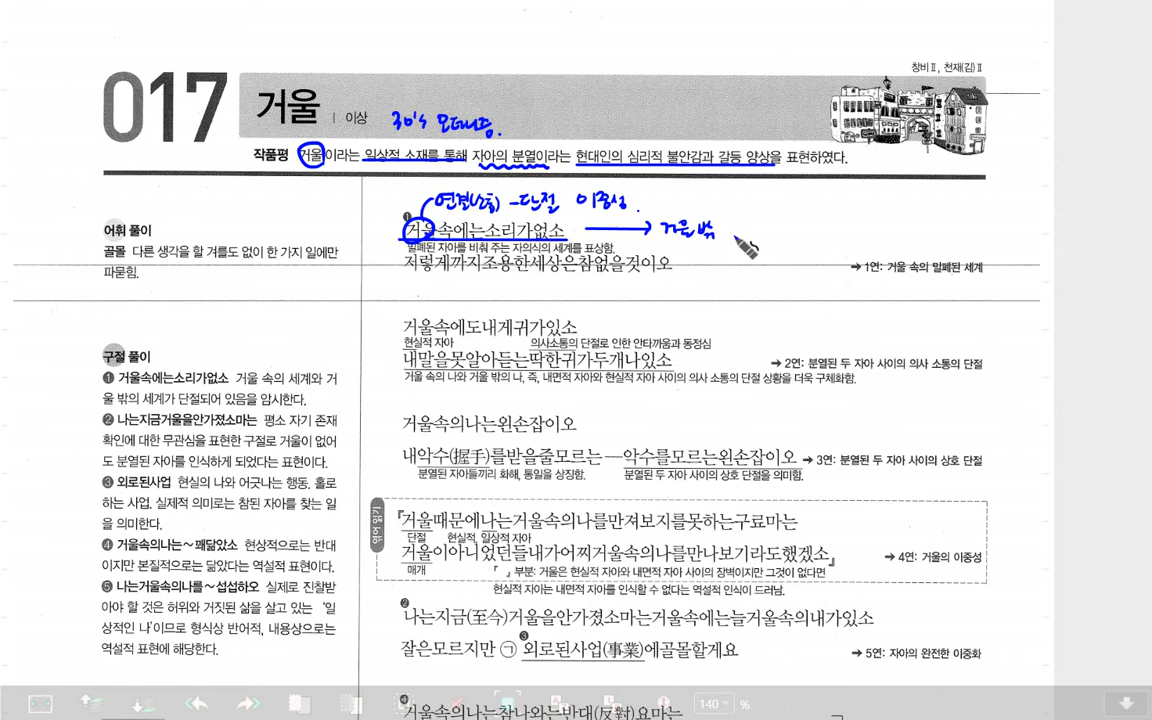 창비Ⅱ, 천재(김)Ⅱ
017 거울 | 이상 30's 모더니즘.
작품평 거울이라는 일상적 소재를 통해 자아의 분열이라는 현대인의 심리적 불안감과 갈등 양상을 표현하였다.
연결(소통) - 단절 이중성.
어휘 풀이
골몰 다른 생각을 할 겨를도 없이 한 가지 일에만
파묻힘.
구절 풀이
❶ 거울속에는소리가없소 거울 속의 세계와 거
울 밖의 세계가 단절되어 있음을 암시한다.
❷ 나는지금거울을안가졌소마는 평소 자기 존재
확인에 대한 무관심을 표현한 구절로 거울이 없어
도 분열된 자아를 인식하게 되었다는 표현이다.
❸ 외로된사업 현실의 나와 어긋나는 행동. 홀로
하는 사업. 실제적 의미로는 참된 자아를 찾는 일
을 의미한다.
❹ 거울속의나는~꽤닮았소 현상적으로는 반대
이지만 본질적으로는 닮았다는 역설적 표현이다.
❺ 나는거울속의나를~섭섭하오 실제로 진찰받
아야 할 것은 허위와 거짓된 삶을 살고 있는 '일
상적인 나'이므로 형식상 반어적, 내용상으로는
역설적 표현에 해당한다.
❶
거울속에는소리가없소 → 거울 밖
밀폐된 자아를 비춰 주는 자의식의 세계를 표상함.
저렇게까지조용한세상은참없을것이오 → 1연: 거울 속의 밀폐된 세계
거울속에도내게귀가있소
현실적 자아 의사소통의 단절로 인한 안타까움과 동정심
내말을못알아듣는딱한귀가두개나있소 → 2연: 분열된 두 자아 사이의 의사 소통의 단절
거울 속의 나와 거울 밖의 나, 즉, 내면적 자아와 현실적 자아 사이의 의사 소통의 단절 상황을 더욱 구체화함.
거울속의나는왼손잡이오
내악수(握手)를받을줄모르는―악수를모르는왼손잡이오 → 3연: 분열된 두 자아 사이의 상호 단절
분열된 자아들끼리 화해, 통일을 상징함. 분열된 두 자아 사이의 상호 단절을 의미함.
엮어 읽기
『거울때문에나는거울속의나를만져보지를못하는구료마는
단절 현실적, 일상적 자아
거울이아니었던들내가어찌거울속의나를만나보기라도했겠소』 → 4연: 거울의 이중성
매개 『 』 부분: 거울은 현실적 자아와 내면적 자아 사이의 장벽이지만 그것이 없다면
현실적 자아는 내면적 자아를 인식할 수 없다는 역설적 인식이 드러남.
❷
나는지금(至今)거울을안가졌소마는거울속에는늘거울속의내가있소
❸
잘은모르지만 ㉠ 외로된사업(事業)에골몰할게요 → 5연: 자아의 완전한 이중화
❹
거울속의나는참나와는반대(反對)요마는
140 %